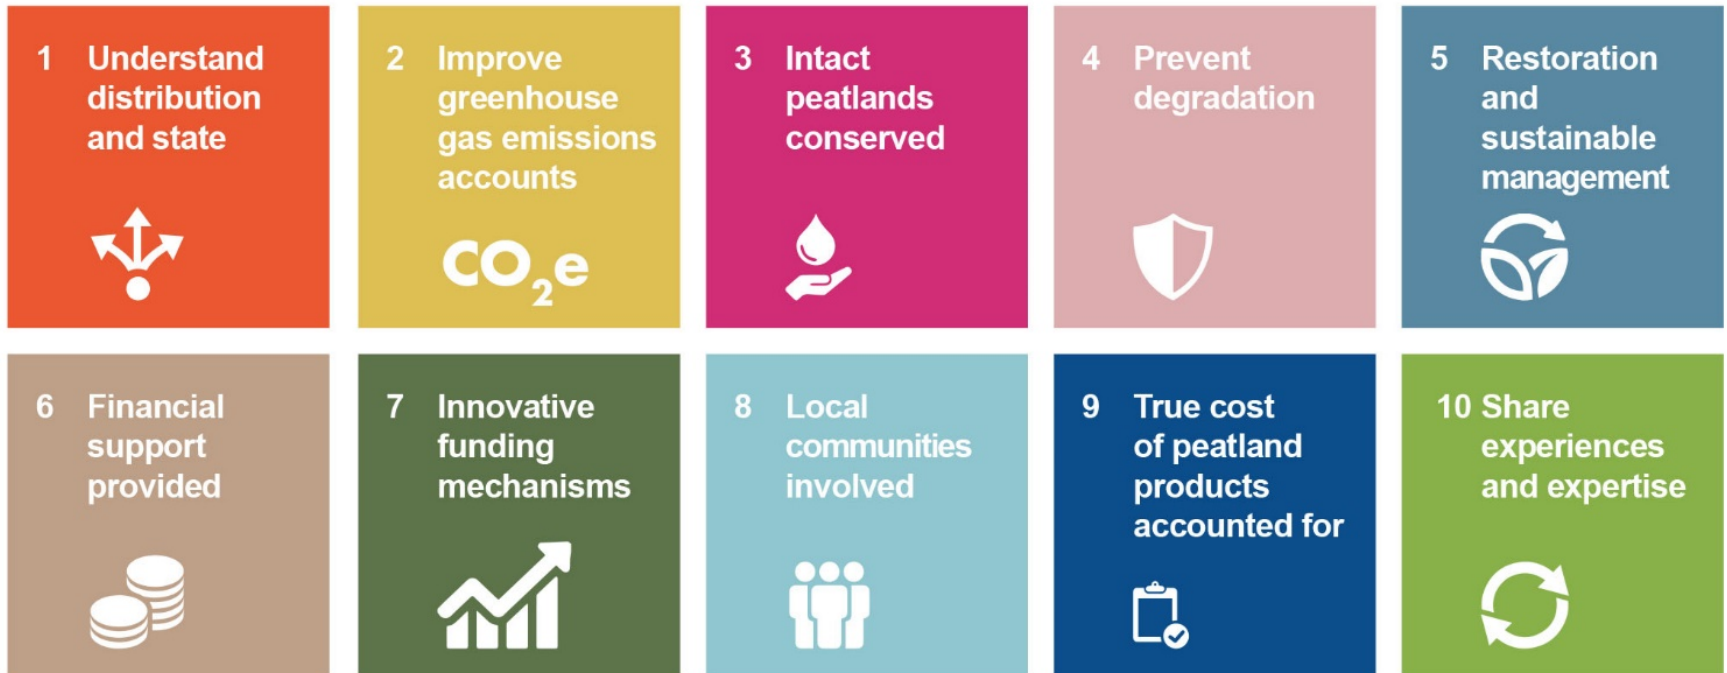 1 Understand
distribution
and state
2 Improve
greenhouse
gas emissions
accounts
CO₂e
3 Intact
peatlands
conserved
4 Prevent
degradation
5 Restoration
and
sustainable
management
6 Financial
support
provided
7 Innovative
funding
mechanisms
8 Local
communities
involved
9 True cost
of peatland
products
accounted for
10 Share
experiences
and expertise